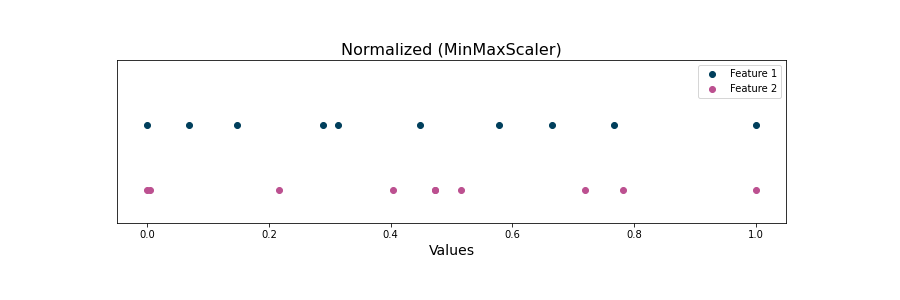 Normalized (MinMaxScaler)
Feature 1
Feature 2
0.0 0.2 0.4 0.6 0.8 1.0
Values